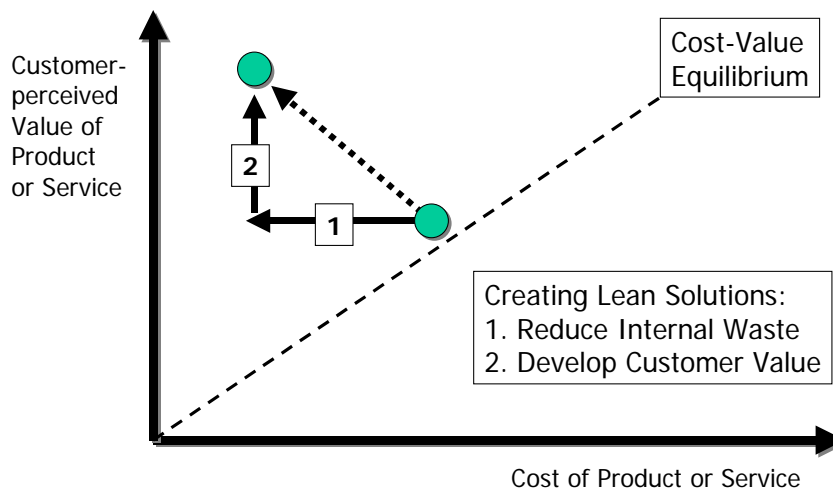 Customer-
perceived
Value of
Product
or Service
Cost-Value
Equilibrium
2
1
Creating Lean Solutions:
1. Reduce Internal Waste
2. Develop Customer Value
Cost of Product or Service